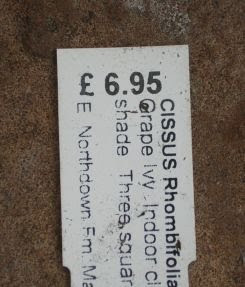 £ 6.95
CISSUS Rhombifolia
Grape Ivy. Indoor cl
shade Three squar
E Northdown Fm. Ma